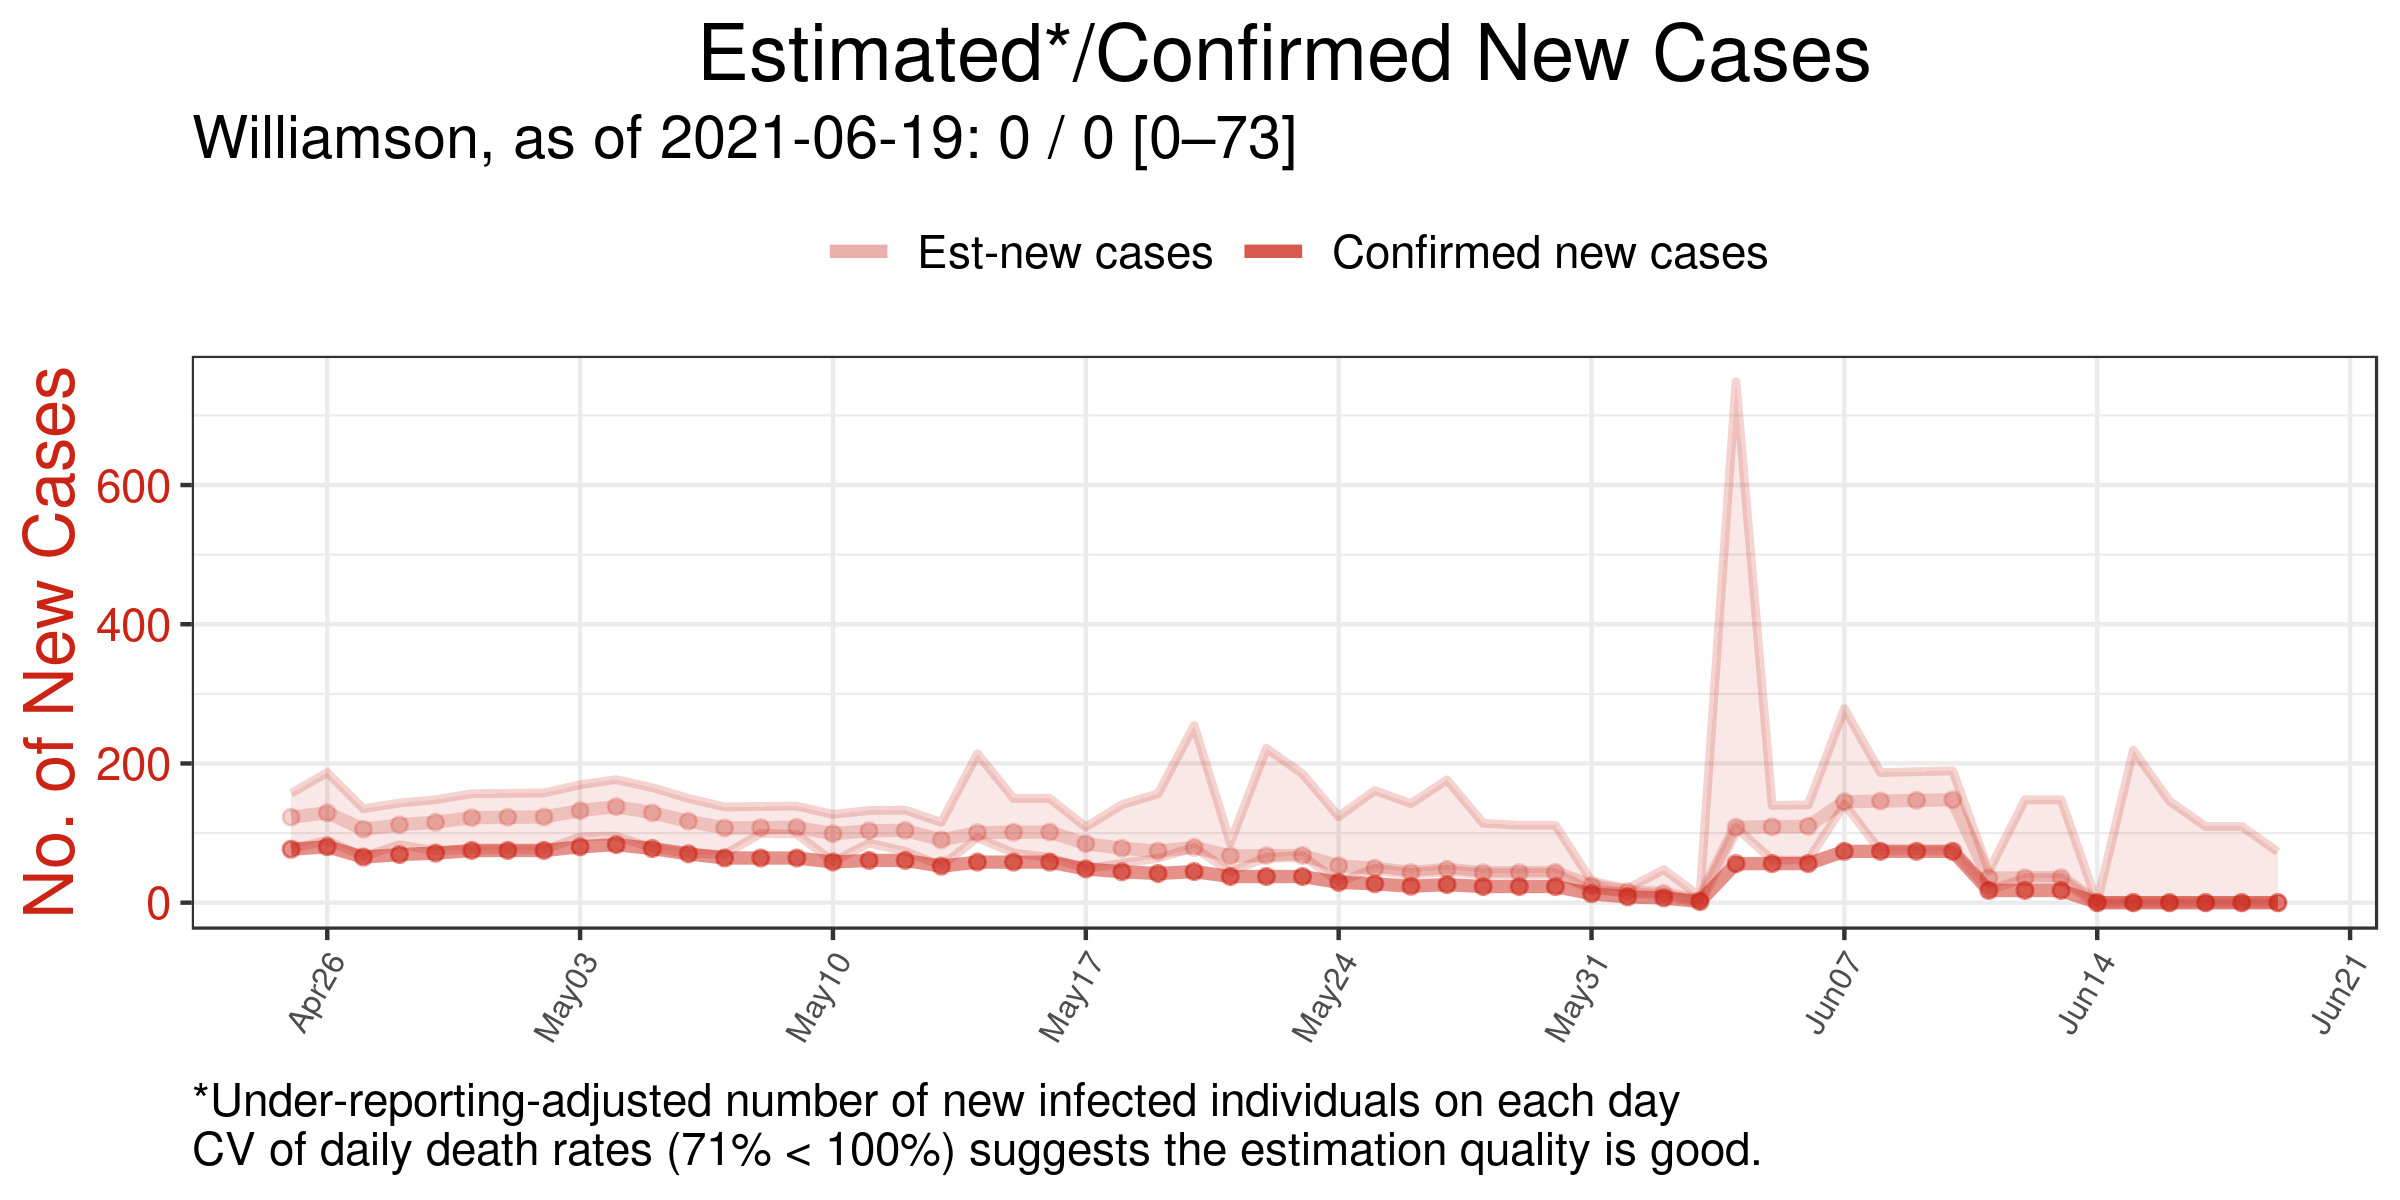 Estimated*/Confirmed New Cases
Williamson, as of 2021-06-19: 0 / 0 [0–73]
Est-new cases
Confirmed new cases
No. of New Cases
600
400
200
0
Apr26
May03
May10
May17
May24
May31
Jun07
Jun14
Jun21
*Under-reporting-adjusted number of new infected individuals on each day
CV of daily death rates (71% < 100%) suggests the estimation quality is good.